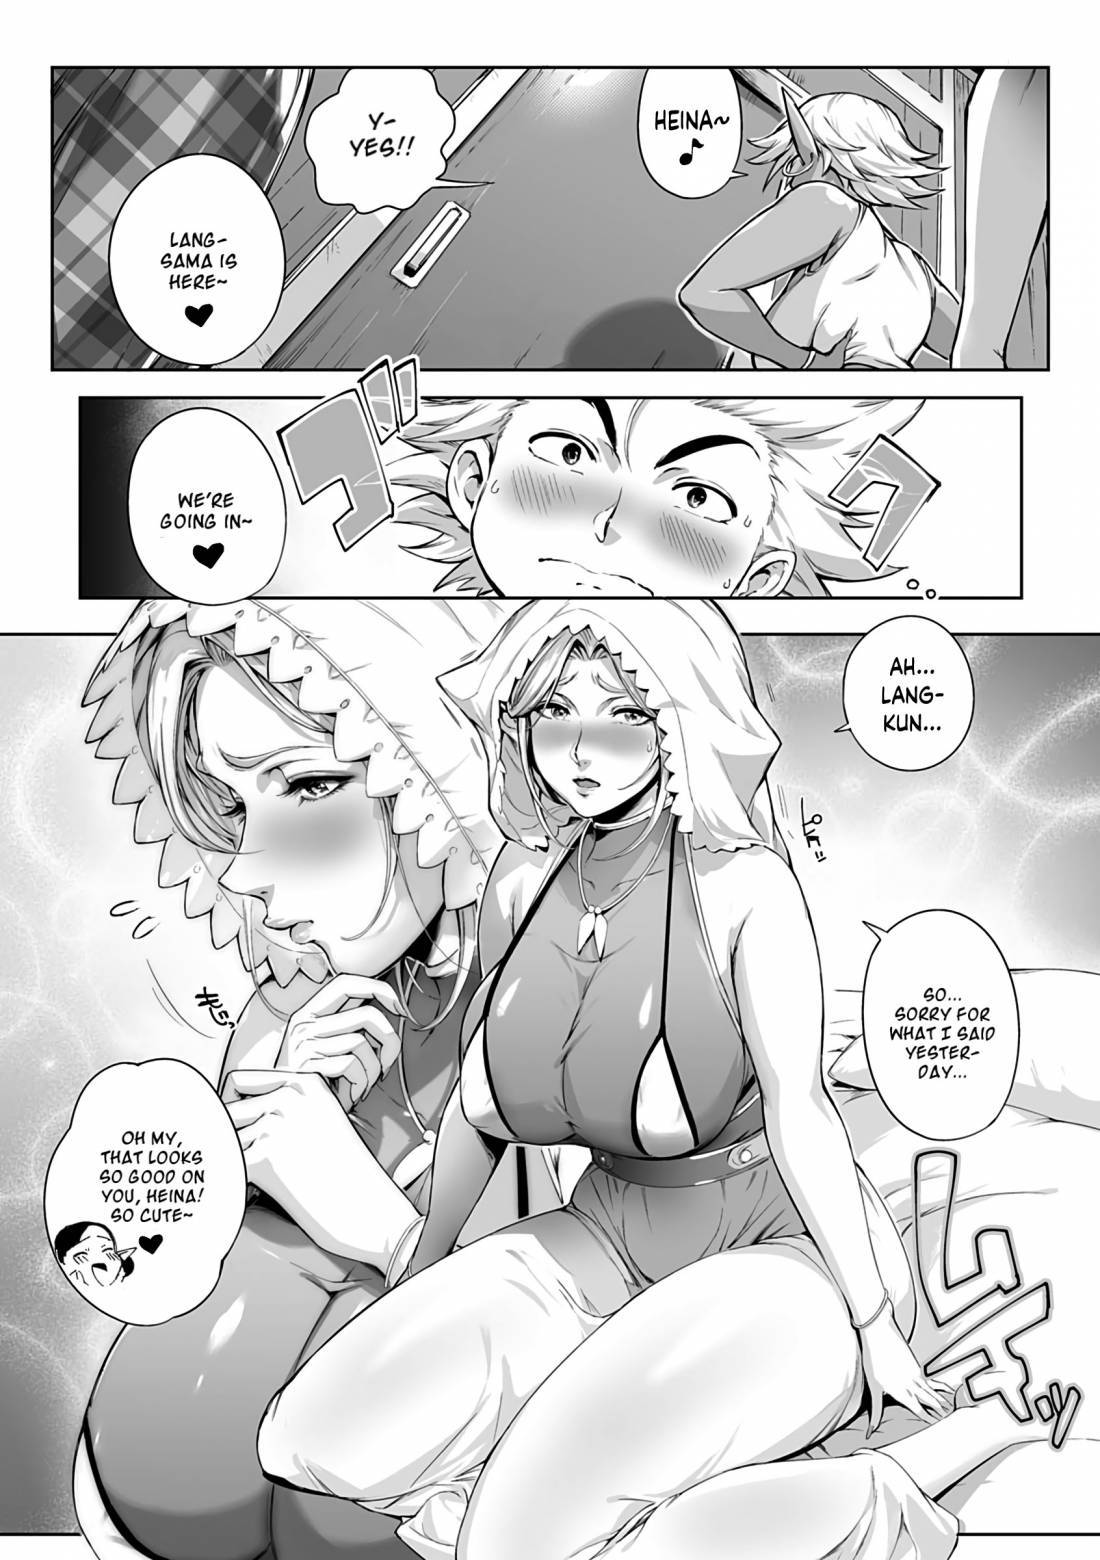 HEINA~
♪
Y-
YES!!
LANG-
SAMA IS
HERE~
♥
WE'RE
GOING IN~
♥
AH...
LANG-
KUN...
SO...
SORRY FOR
WHAT I SAID
YESTER-
DAY...
OH MY,
THAT LOOKS
SO GOOD ON
YOU, HEINA!
SO CUTE~
♥